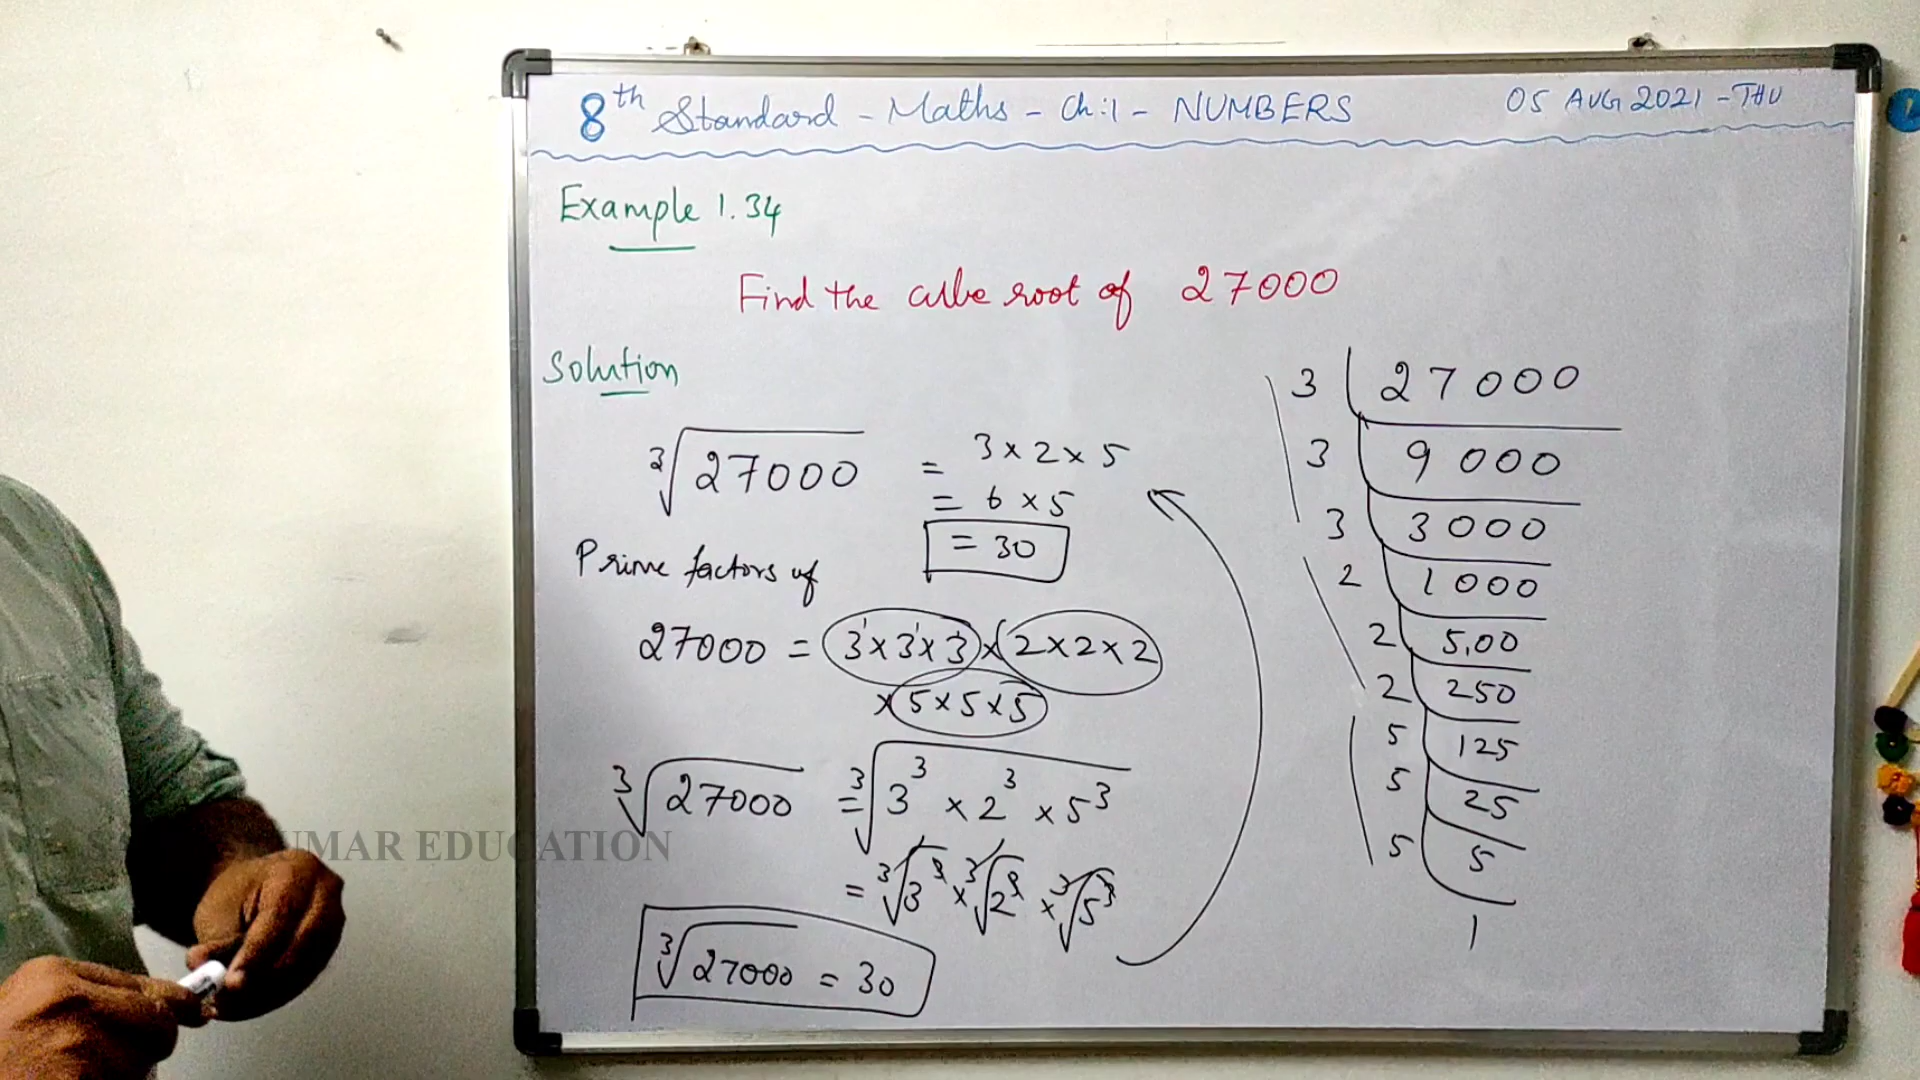 8th Standard - Maths - Ch:1 - NUMBERS 05 AUG 2021 - THU
Example 1.34
Find the cube root of 27000
Solution
∛27000 = 3 × 2 × 5
= 6 × 5
= 30
Prime factors of
27000 = 3 × 3 × 3 × (2 × 2 × 2
× 5 × 5 × 5
∛27000 = ∛3³ × 2³ × 5³
= ∛3³ × ∛2³ × ∛5³
∛27000 = 30
3 27000
3 9000
3 3000
2 1000
2 5,00
2 250
5 125
5 25
5 5
1
UMAR EDUCATION